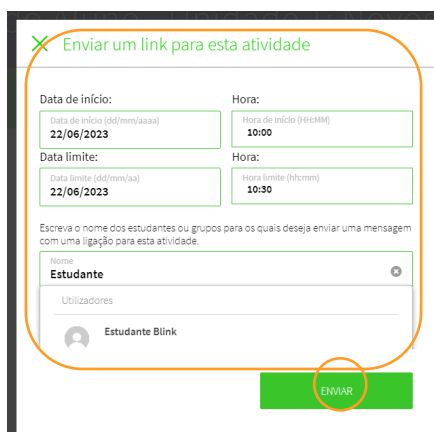 Enviar um link para esta atividade
Data de início: Hora:
Data de início (dd/mm/aaaa) Hora de início (HH:MM)
22/06/2023 10:00
Data limite: Hora:
Data limite (dd/mm/aa) Hora limite (hh:mm)
22/06/2023 10:30
Escreva o nome dos estudantes ou grupos para os quais deseja enviar uma mensagem
com uma ligação para esta atividade.
Nome
Estudante
Utilizadores
Estudante Blink
ENVIAR